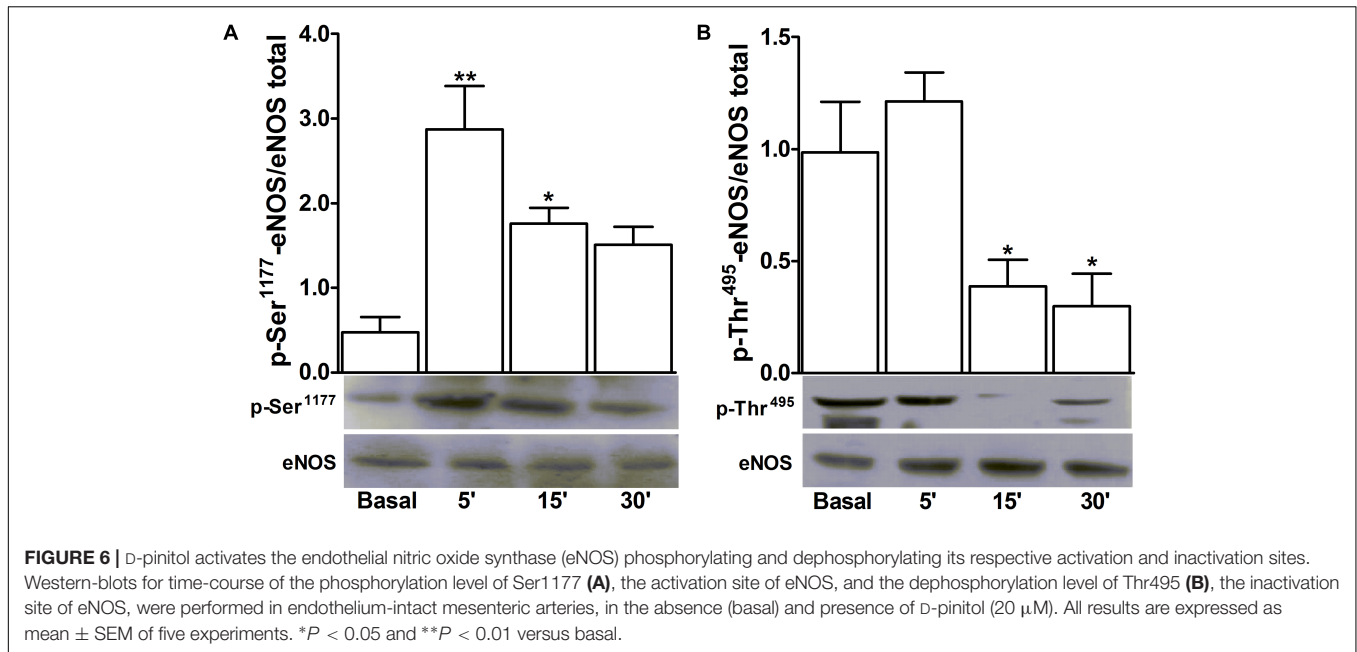 A
4.0
3.0
2.0
1.0
0.0
p-Ser1177-eNOS/eNOS total
**
*
p-Ser1177
eNOS
Basal 5' 15' 30'
B
1.5
1.0
0.5
0.0
p-Thr495-eNOS/eNOS total
* *
p-Thr495
eNOS
Basal 5' 15' 30'
FIGURE 6 | D-pinitol activates the endothelial nitric oxide synthase (eNOS) phosphorylating and dephosphorylating its respective activation and inactivation sites.
Western-blots for time-course of the phosphorylation level of Ser1177 (A), the activation site of eNOS, and the dephosphorylation level of Thr495 (B), the inactivation
site of eNOS, were performed in endothelium-intact mesenteric arteries, in the absence (basal) and presence of D-pinitol (20 μM). All results are expressed as
mean ± SEM of five experiments. *P < 0.05 and **P < 0.01 versus basal.